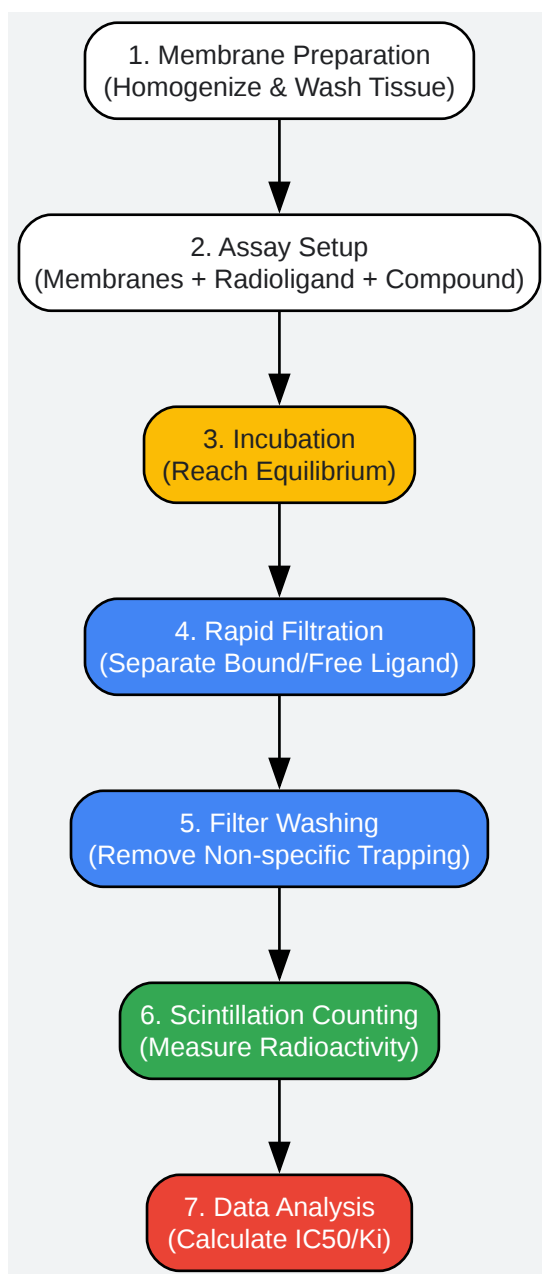 1. Membrane Preparation
(Homogenize & Wash Tissue)
2. Assay Setup
(Membranes + Radioligand + Compound)
3. Incubation
(Reach Equilibrium)
4. Rapid Filtration
(Separate Bound/Free Ligand)
5. Filter Washing
(Remove Non-specific Trapping)
6. Scintillation Counting
(Measure Radioactivity)
7. Data Analysis
(Calculate IC50/Ki)